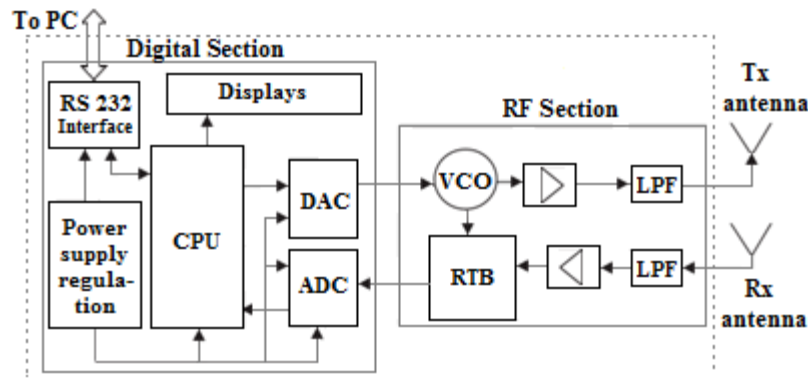 To PC
Digital Section
RS 232
Interface
Displays
RF Section
Tx
antenna
VCO
LPF
DAC
Power
supply
regula-
tion
CPU
ADC
RTB
LPF
Rx
antenna